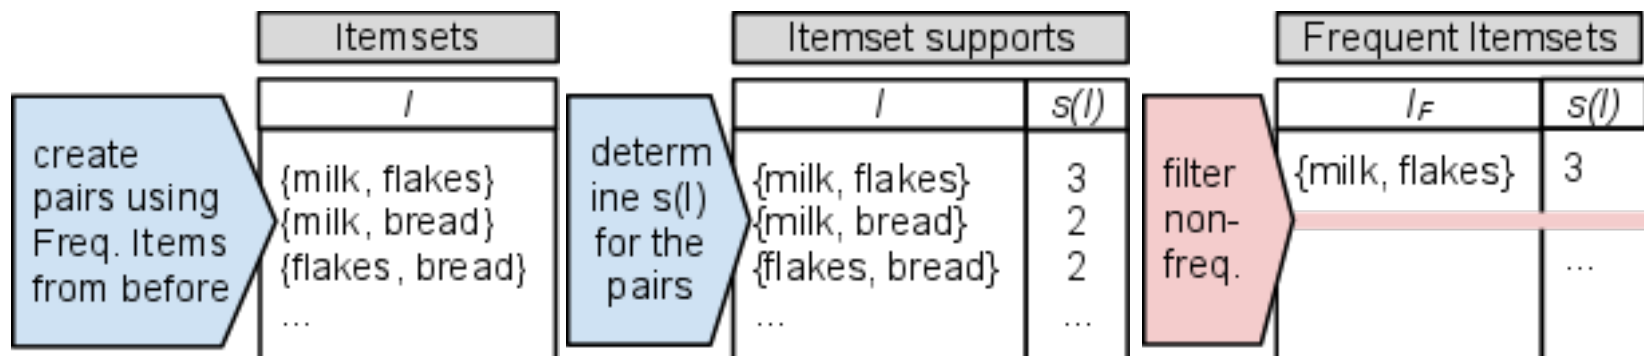 Itemsets
Itemset supports
Frequent Itemsets
create
pairs using
Freq. Items
from before
I
{milk, flakes}
{milk, bread}
{flakes, bread}
...
determ
ine s(I)
for the
pairs
I s(I)
{milk, flakes} 3
{milk, bread} 2
{flakes, bread} 2
... ...
filter
non-
freq.
I_F s(I)
{milk, flakes} 3
...